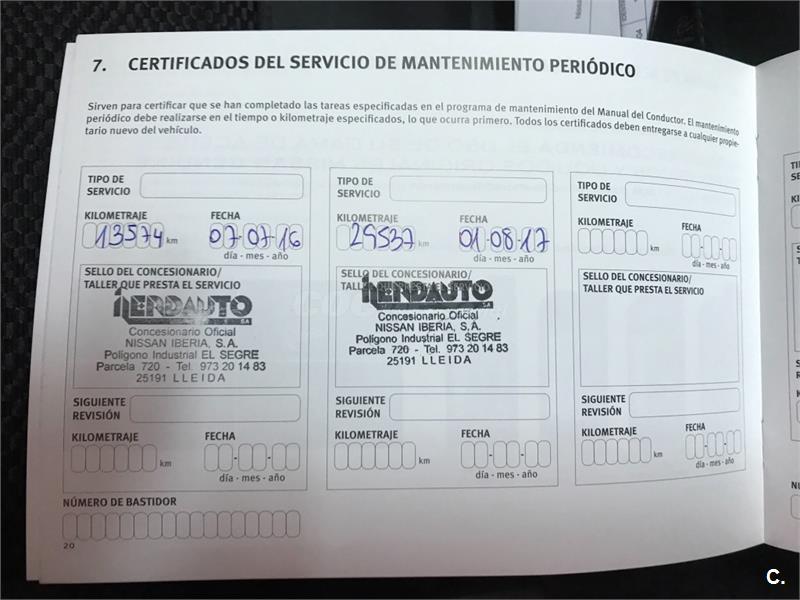 7. CERTIFICADOS DEL SERVICIO DE MANTENIMIENTO PERIÓDICO
Sirven para certificar que se han completado las tareas especificadas en el programa de mantenimiento del Manual del Conductor. El mantenimiento
periódico debe realizarse en el tiempo o kilometraje especificados, lo que ocurra primero. Todos los certificados deben entregarse a cualquier propie-
tario nuevo del vehículo.
TIPO DE
SERVICIO
KILOMETRAJE FECHA
13574 km 07-07-16
día - mes - año
SELLO DEL CONCESIONARIO/
TALLER QUE PRESTA EL SERVICIO
HERDAUTO
S.A.
Concesionario Oficial
NISSAN IBERIA, S.A.
Polígono Industrial EL SEGRE
Parcela 720 - Tel. 973 20 14 83
25191 LLEIDA
SIGUIENTE
REVISIÓN
KILOMETRAJE FECHA
km
día - mes - año
NÚMERO DE BASTIDOR
20
TIPO DE
SERVICIO
KILOMETRAJE FECHA
29537 km 01-08-17
día - mes - año
SELLO DEL CONCESIONARIO/
HERDAUTO
S.A.
Concesionario Oficial
NISSAN IBERIA, S.A.
Polígono Industrial EL SEGRE
Parcela 720 - Tel. 973 20 14 83
25191 LLEIDA
SIGUIENTE
REVISIÓN
KILOMETRAJE FECHA
km
día - mes - año
TIPO DE
SERVICIO
KILOMETRAJE FECHA
km
día - mes - año
SELLO DEL CONCESIONARIO/
TALLER QUE PRESTA EL SERVICIO
SIGUIENTE
REVISIÓN
KILOMETRAJE FECHA
km
día - mes - año
C.